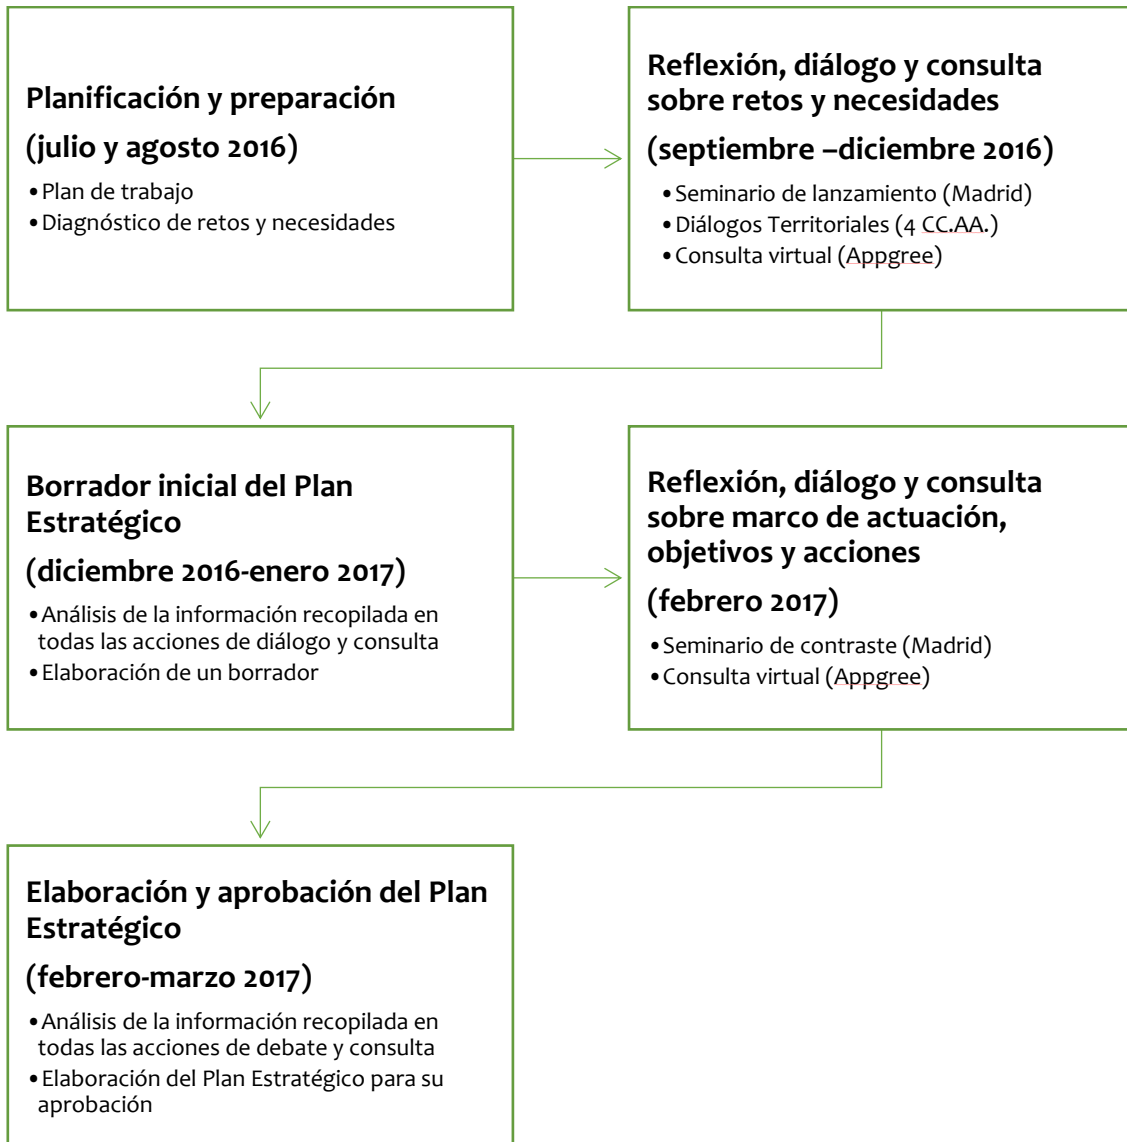 Planificación y preparación
(julio y agosto 2016)
•Plan de trabajo
•Diagnóstico de retos y necesidades
Reflexión, diálogo y consulta
sobre retos y necesidades
(septiembre –diciembre 2016)
•Seminario de lanzamiento (Madrid)
•Diálogos Territoriales (4 CC.AA.)
•Consulta virtual (Appgree)
Borrador inicial del Plan
Estratégico
(diciembre 2016-enero 2017)
•Análisis de la información recopilada en
todas las acciones de diálogo y consulta
•Elaboración de un borrador
Reflexión, diálogo y consulta
sobre marco de actuación,
objetivos y acciones
(febrero 2017)
•Seminario de contraste (Madrid)
•Consulta virtual (Appgree)
Elaboración y aprobación del Plan
Estratégico
(febrero-marzo 2017)
•Análisis de la información recopilada en
todas las acciones de debate y consulta
•Elaboración del Plan Estratégico para su
aprobación